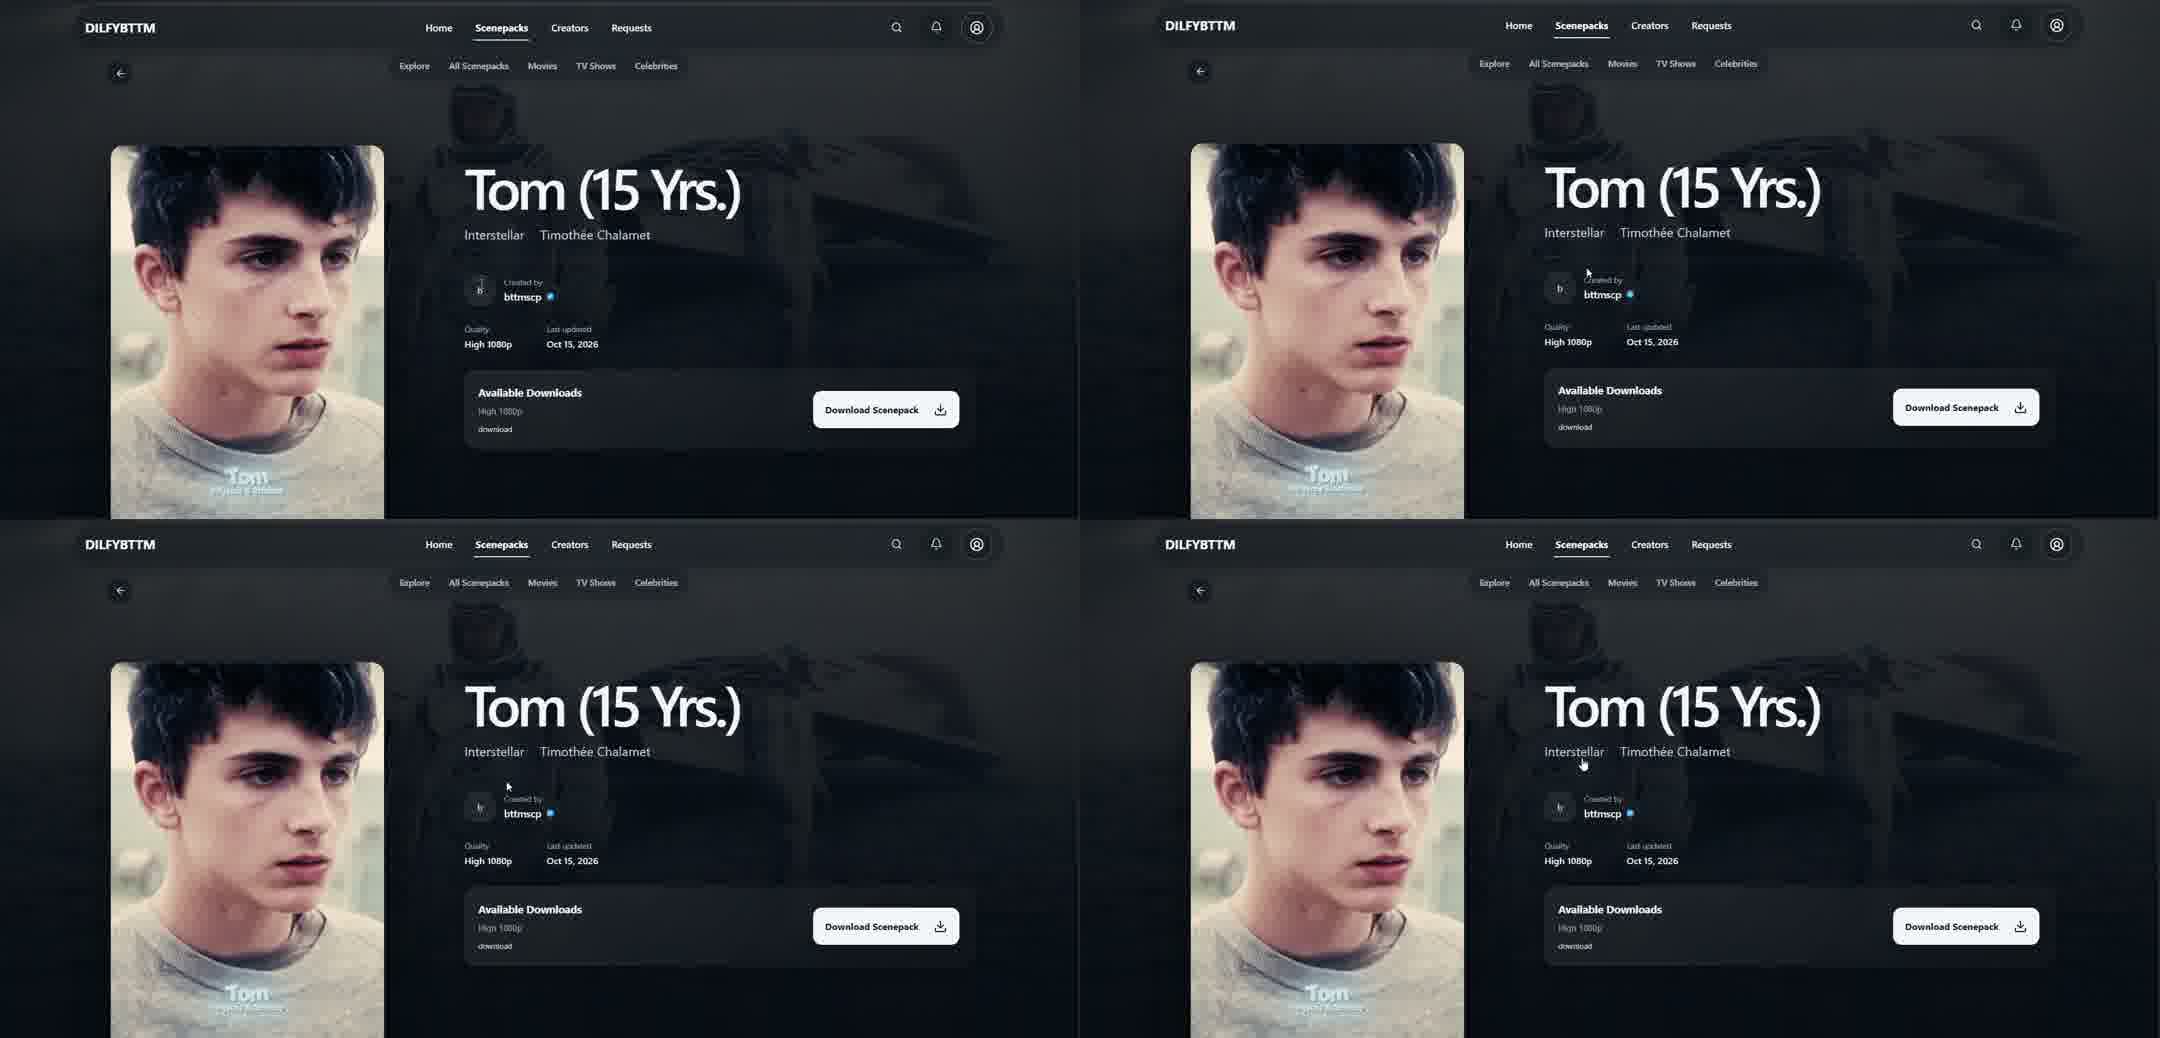 DILFYBTTM Home Scenepacks Creators Requests
Explore All Scenepacks Movies TV Shows Celebrities
Tom (15 Yrs.)
Interstellar Timothée Chalamet
b Created by
bttmscp
Quality Last updated
High 1080p Oct 15, 2026
Available Downloads
High 1080p
download
Download Scenepack
Tom
DILFYBTTM Home Scenepacks Creators Requests
Explore All Scenepacks Movies TV Shows Celebrities
Tom (15 Yrs.)
Interstellar Timothée Chalamet
b Created by
bttmscp
Quality Last updated
High 1080p Oct 15, 2026
Available Downloads
High 1080p
download
Download Scenepack
Tom
DILFYBTTM Home Scenepacks Creators Requests
Explore All Scenepacks Movies TV Shows Celebrities
Tom (15 Yrs.)
Interstellar Timothée Chalamet
b Created by
bttmscp
Quality Last updated
High 1080p Oct 15, 2026
Available Downloads
High 1080p
download
Download Scenepack
Tom
DILFYBTTM Home Scenepacks Creators Requests
Explore All Scenepacks Movies TV Shows Celebrities
Tom (15 Yrs.)
Interstellar Timothée Chalamet
b Created by
bttmscp
Quality Last updated
High 1080p Oct 15, 2026
Available Downloads
High 1080p
download
Download Scenepack
Tom